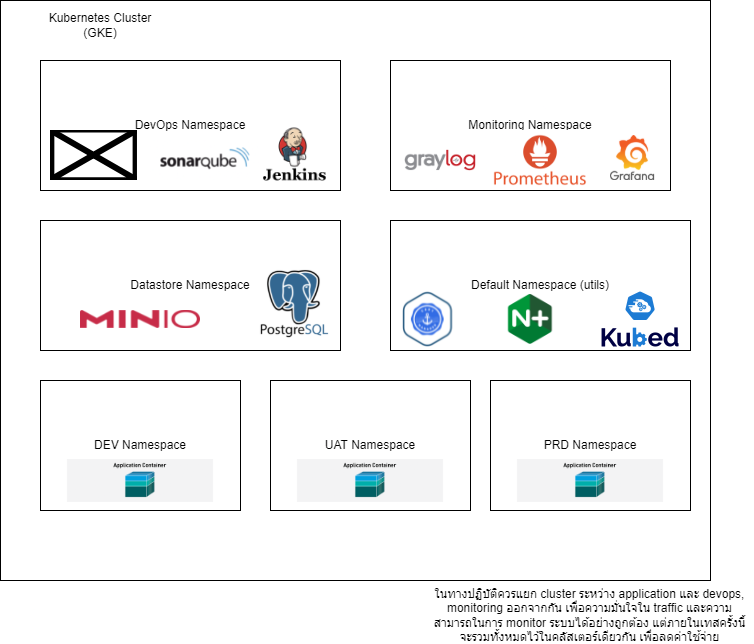 Kubernetes Cluster
(GKE)
DevOps Namespace
sonarqube
Jenkins
Monitoring Namespace
graylog
Prometheus
Grafana
Datastore Namespace
MINIO
PostgreSQL
Default Namespace (utils)
N+
Kubed
DEV Namespace
Application Container
UAT Namespace
Application Container
PRD Namespace
Application Container
ในทางปฏิบัติควรแยก cluster ระหว่าง application และ devops,
monitoring ออกจากกัน เพื่อความมั่นใจใน traffic และความ
สามารถในการ monitor ระบบได้อย่างถูกต้อง แต่ภายในเทสครั้งนี้
จะรวมทั้งหมดไว้ในคลัสเตอร์เดียวกัน เพื่อลดค่าใช้จ่าย